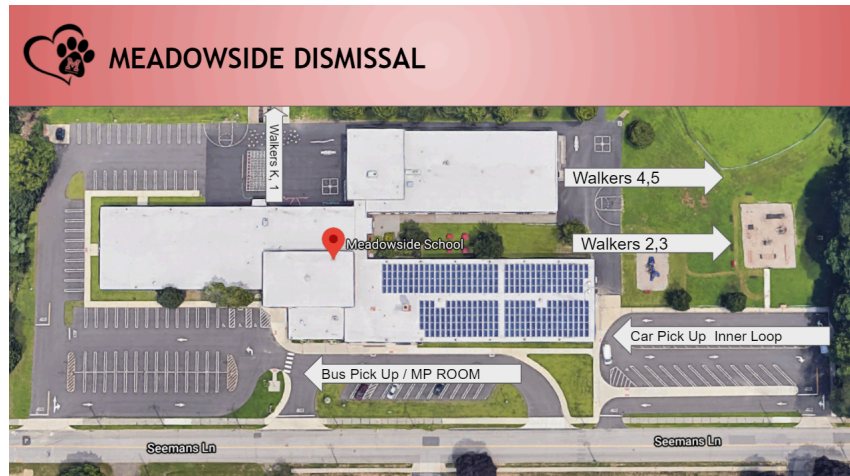 M
MEADOWSIDE DISMISSAL
Walkers K, 1
Walkers 4,5
Walkers 2,3
Meadowside School
Car Pick Up Inner Loop
Bus Pick Up / MP ROOM
Seemans Ln
Seemans Ln